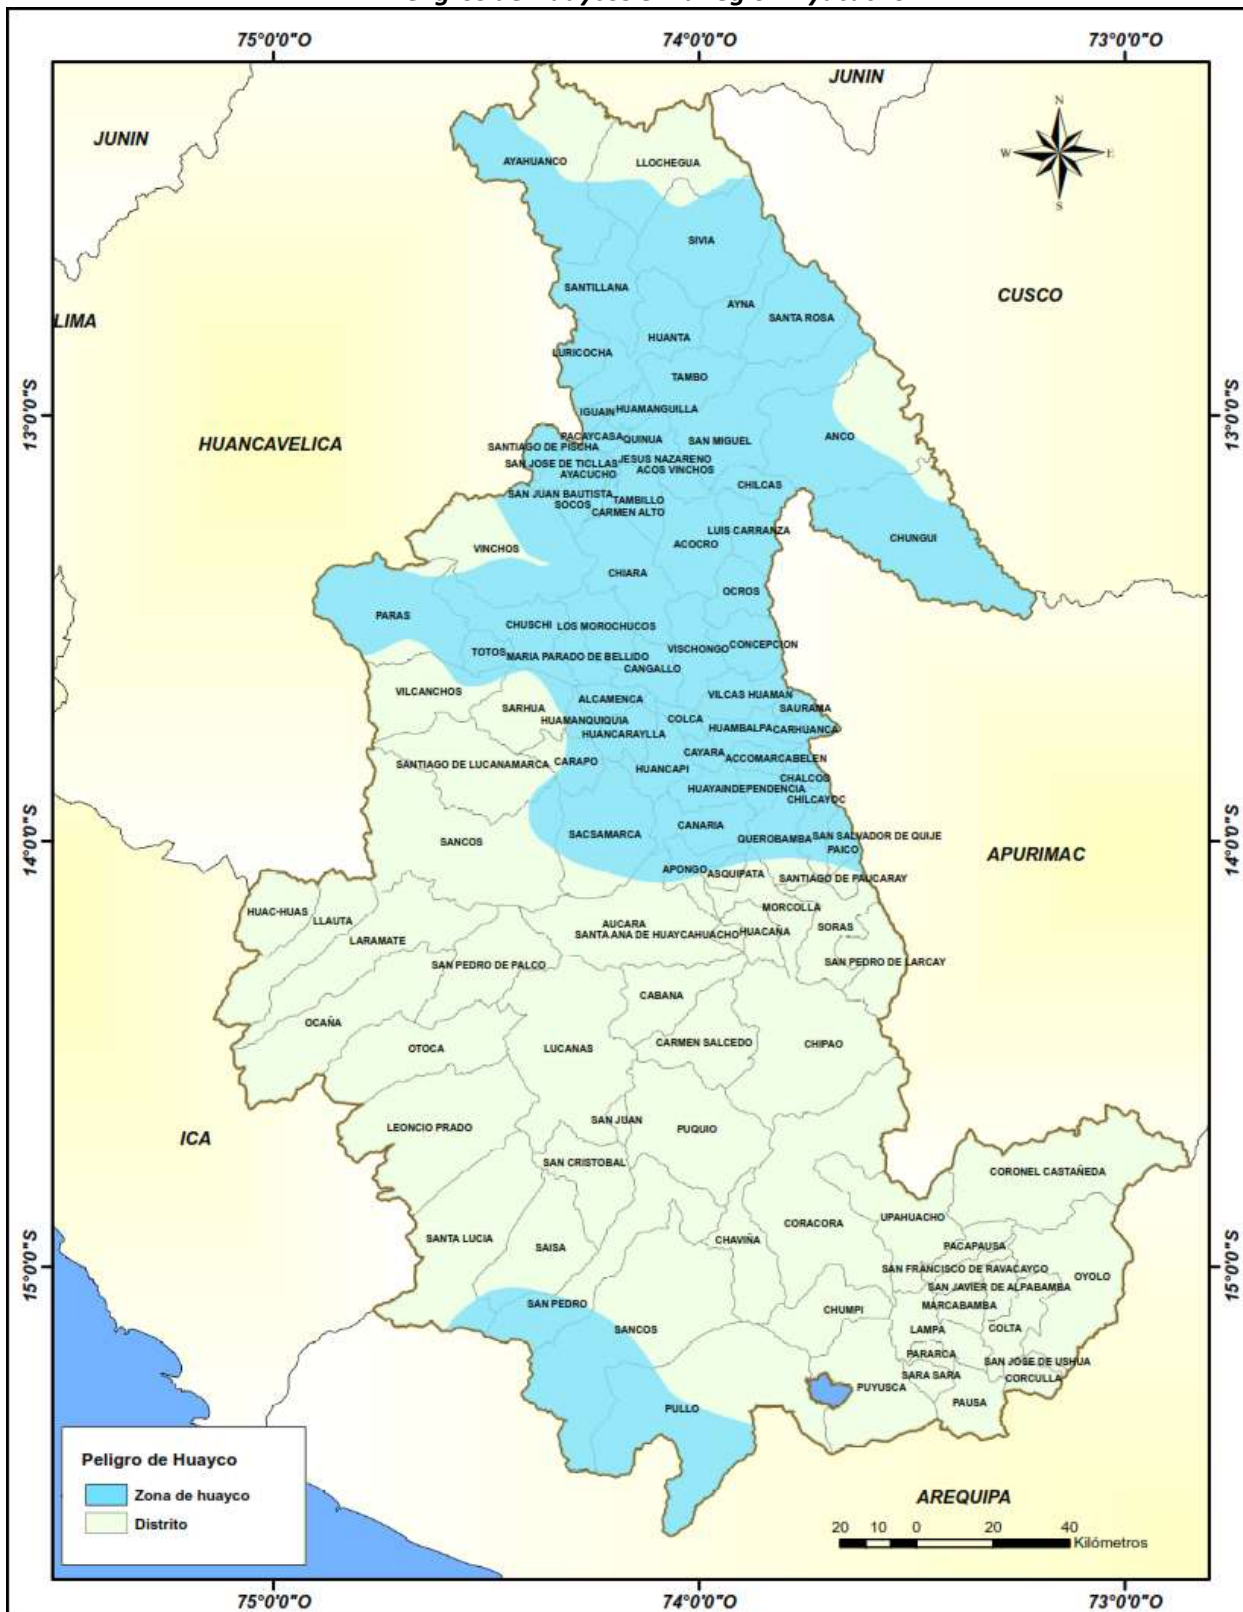 75°0'0"O 74°0'0"O 73°0'0"O
JUNIN
JUNIN
N
W E
S
AYAHUANCO
LLOCHEGUA
SIVIA
SANTILLANA
CUSCO
AYNA
SANTA ROSA
LIMA
HUANTA
LURICOCHA
TAMBO
IGUAIN
HUAMANGUILLA
13°0'0"S
13°0'0"S
HUANCAVELICA
PACAYCASA
QUINUA
SAN MIGUEL
ANCO
SANTIAGO DE PISCHA
JESUS NAZARENO
SAN JOSE DE TICLLAS
ACOS VINCHOS
AYACUCHO
CHILCAS
SAN JUAN BAUTISTA
TAMBILLO
SOCOS
CARMEN ALTO
LUIS CARRANZA
CHUNGUI
ACOCRO
VINCHOS
CHIARA
OCROS
PARAS
CHUSCHI
LOS MOROCHUCOS
TOTOS
MARIA PARADO DE BELLIDO
VISCHONGO
CONCEPCION
CANGALLO
VILCANCHOS
ALCAMENCA
VILCAS HUAMAN
SARHUA
SAURAMA
HUAMANQUIQUIA
COLCA
HUANCARAYLLA
HUAMBALPA
CARHUANCA
CAYARA
ACCOMARCA
BELEN
SANTIAGO DE LUCANAMARCA
CARAPO
HUANCAPI
CHALCOS
HUAYA
INDEPENDENCIA
CHILCAYOC
CANARIA
SACSAMARCA
QUEROBAMBA
SAN SALVADOR DE QUIJE
SANCOS
PAICO
14°0'0"S
14°0'0"S
APURIMAC
APONGO
ASQUIPATA
SANTIAGO DE PAUCARAY
HUAC-HUAS
LLAUTA
MORCOLLA
AUCARA
SANTA ANA DE HUAYCAHUACHO
HUACAÑA
SORAS
LARAMATE
SAN PEDRO DE PALCO
SAN PEDRO DE LARCAY
CABANA
OCAÑA
OTOCA
LUCANAS
CARMEN SALCEDO
CHIPAO
LEONCIO PRADO
SAN JUAN
PUQUIO
ICA
SAN CRISTOBAL
CORONEL CASTAÑEDA
UPAHUACHO
CORACORA
SANTA LUCIA
SAISA
CHAVIÑA
PACAPAUSA
15°0'0"S
15°0'0"S
SAN FRANCISCO DE RAVACAYCO
OYOLO
SAN JAVIER DE ALPABAMBA
SAN PEDRO
CHUMPI
MARCABAMBA
SANCOS
LAMPA
COLTA
PARARCA
SAN JOSE DE USHUA
SARA SARA
CORCULLA
PUYUSCA
PAUSA
PULLO
Peligro de Huayco
Zona de huayco
Distrito
AREQUIPA
20 10 0 20 40
Kilómetros
75°0'0"O 74°0'0"O 73°0'0"O